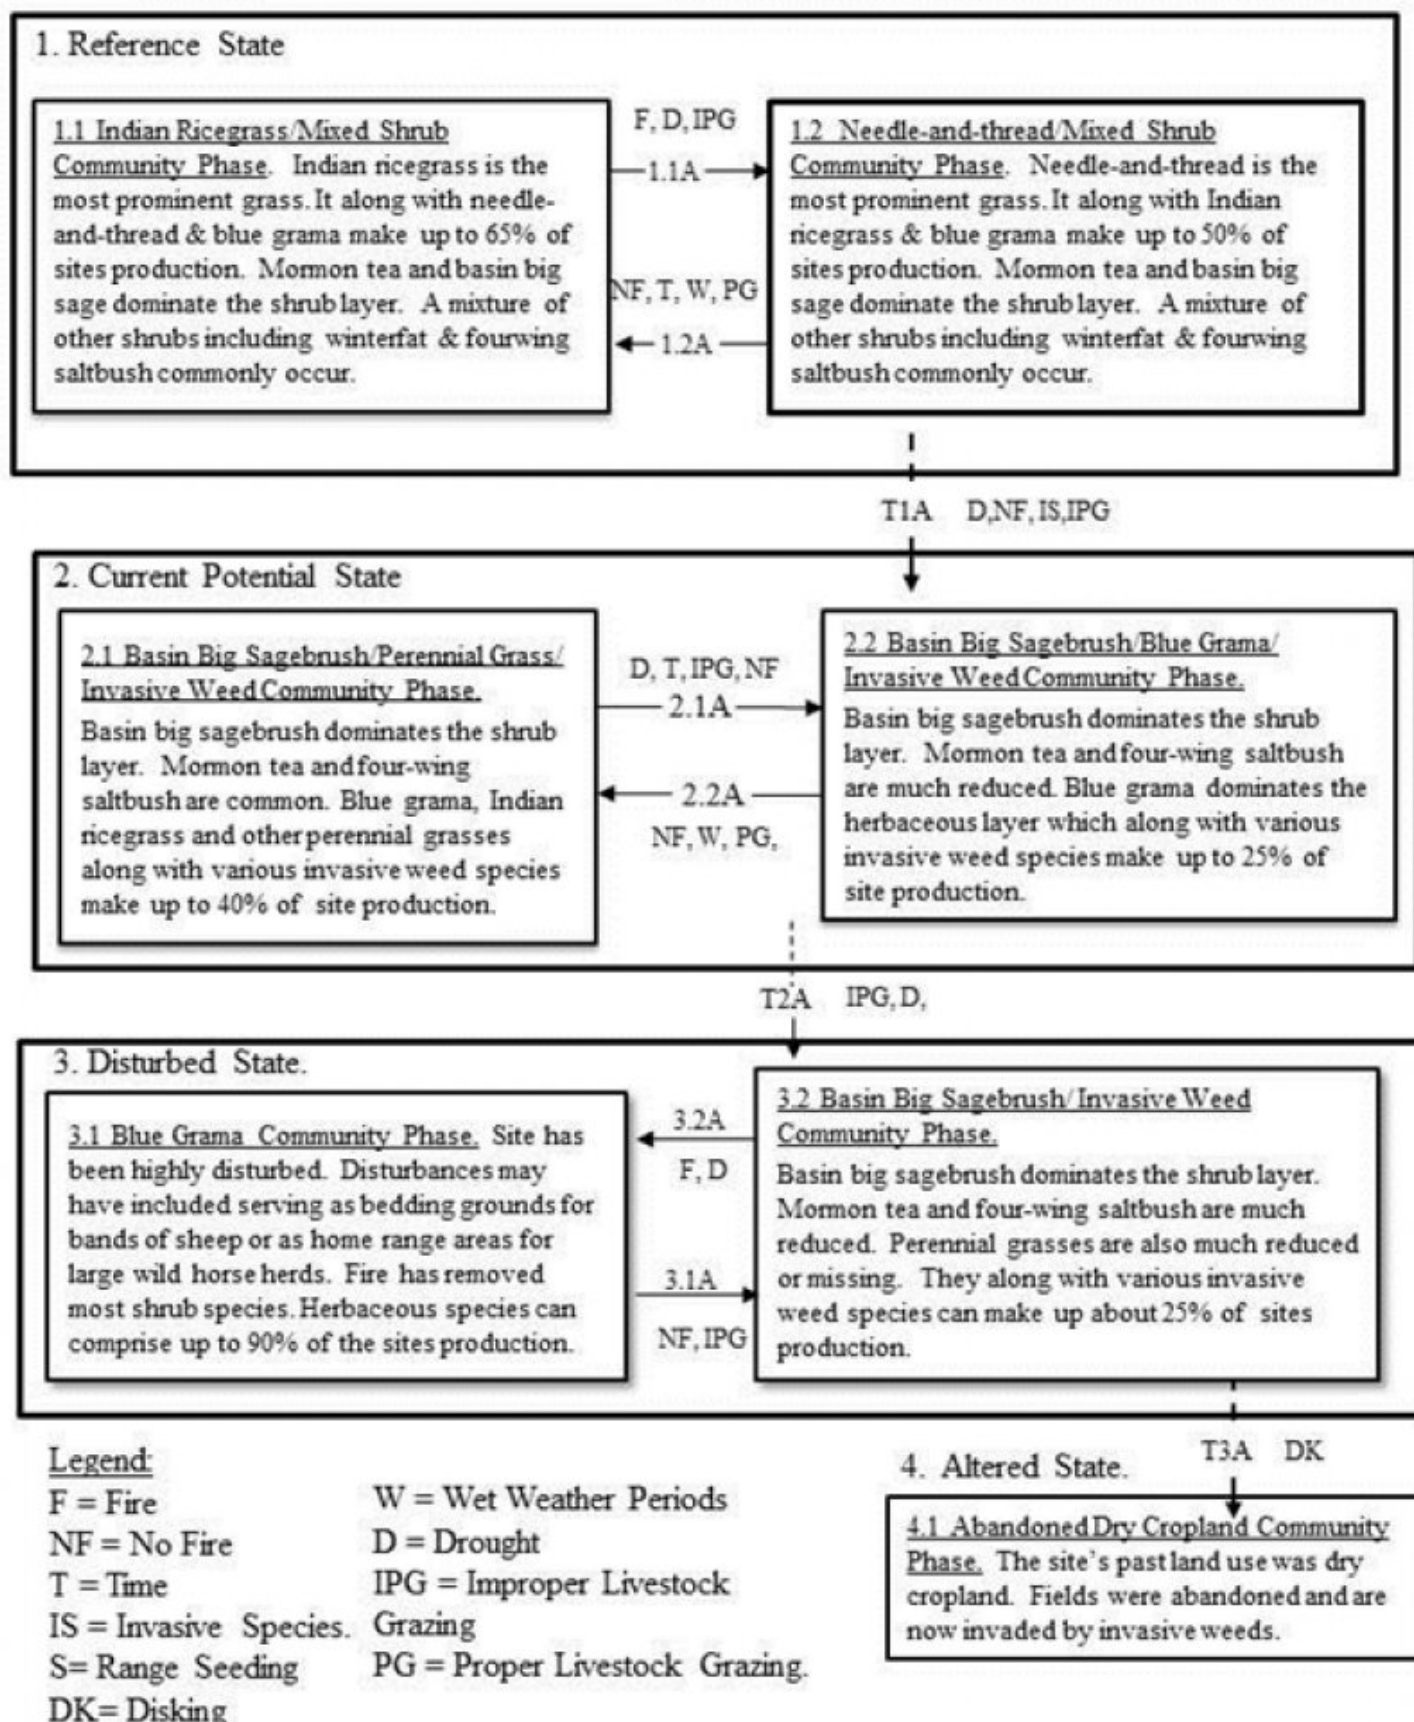 1. Reference State
1.1 Indian Ricegrass/Mixed Shrub
Community Phase. Indian ricegrass is the
most prominent grass. It along with needle-
and-thread & blue grama make up to 65% of
sites production. Mormon tea and basin big
sage dominate the shrub layer. A mixture of
other shrubs including winterfat & fourwing
saltbush commonly occur.
F, D, IPG
1.1A
NF, T, W, PG
1.2A
1.2 Needle-and-thread/Mixed Shrub
Community Phase. Needle-and-thread is the
most prominent grass. It along with Indian
ricegrass & blue grama make up to 50% of
sites production. Mormon tea and basin big
sage dominate the shrub layer. A mixture of
other shrubs including winterfat & fourwing
saltbush commonly occur.
T1A D,NF, IS,IPG
2. Current Potential State
2.1 Basin Big Sagebrush/Perennial Grass/
Invasive Weed Community Phase.
Basin big sagebrush dominates the shrub
layer. Mormon tea and four-wing
saltbush are common. Blue grama, Indian
ricegrass and other perennial grasses
along with various invasive weed species
make up to 40% of site production.
D, T, IPG, NF
2.1A
2.2A
NF, W, PG,
2.2 Basin Big Sagebrush/Blue Grama/
Invasive Weed Community Phase.
Basin big sagebrush dominates the shrub
layer. Mormon tea and four-wing saltbush
are much reduced. Blue grama dominates the
herbaceous layer which along with various
invasive weed species make up to 25% of
site production.
T2A IPG, D,
3. Disturbed State.
3.1 Blue Grama Community Phase. Site has
been highly disturbed. Disturbances may
have included serving as bedding grounds for
bands of sheep or as home range areas for
large wild horse herds. Fire has removed
most shrub species. Herbaceous species can
comprise up to 90% of the sites production.
3.2A
F, D
3.1A
NF, IPG
3.2 Basin Big Sagebrush/Invasive Weed
Community Phase.
Basin big sagebrush dominates the shrub layer.
Mormon tea and four-wing saltbush are much
reduced. Perennial grasses are also much reduced
or missing. They along with various invasive
weed species can make up about 25% of sites
production.
T3A DK
4. Altered State.
4.1 Abandoned Dry Cropland Community
Phase. The site's past land use was dry
cropland. Fields were abandoned and are
now invaded by invasive weeds.
Legend:
F = Fire
NF = No Fire
T = Time
IS = Invasive Species.
S= Range Seeding
DK= Disking
W = Wet Weather Periods
D = Drought
IPG = Improper Livestock
Grazing
PG = Proper Livestock Grazing.